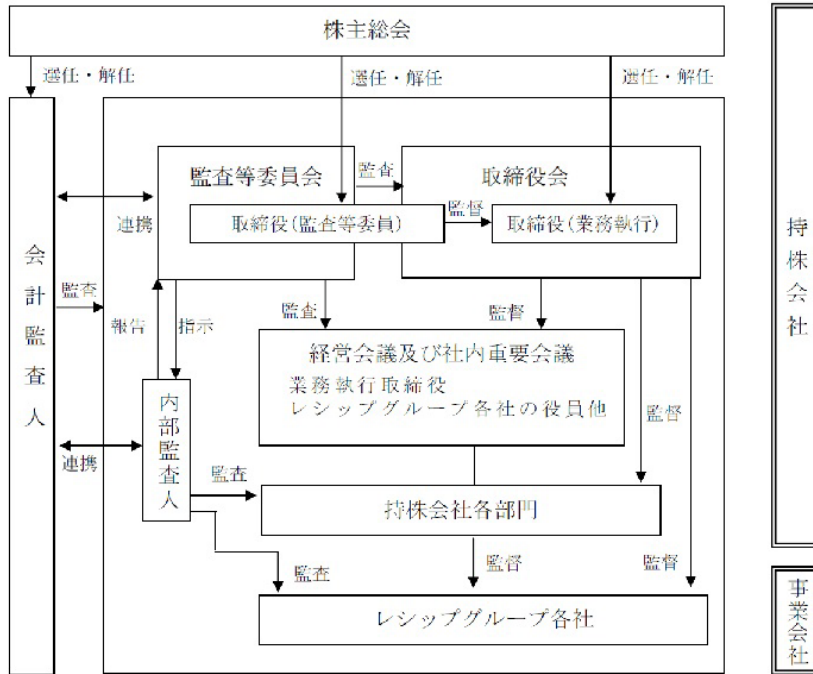 株主総会
選任・解任
選任・解任
選任・解任
監査等委員会
監査
取締役会
連携
取締役(監査等委員)
監督
取締役(業務執行)
会計監査人
監査
報告
指示
監査
監督
経営会議及び社内重要会議
業務執行取締役
レシップグループ各社の役員他
監督
内部監査人
連携
監査
持株会社各部門
監査
監督
監督
レシップグループ各社
持株会社
事業会社